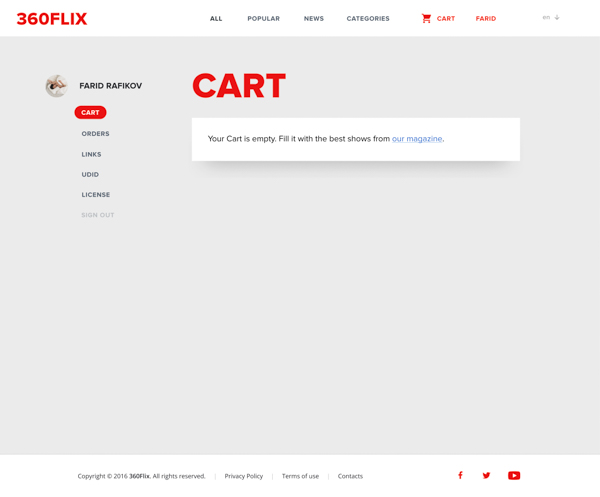 360FLIX
ALL POPULAR NEWS CATEGORIES CART FARID en
FARID RAFIKOV
CART
ORDERS
LINKS
UDID
LICENSE
SIGN OUT
CART
Your Cart is empty. Fill it with the best shows from our magazine.
Copyright © 2016 360Flix. All rights reserved. | Privacy Policy | Terms of use | Contacts